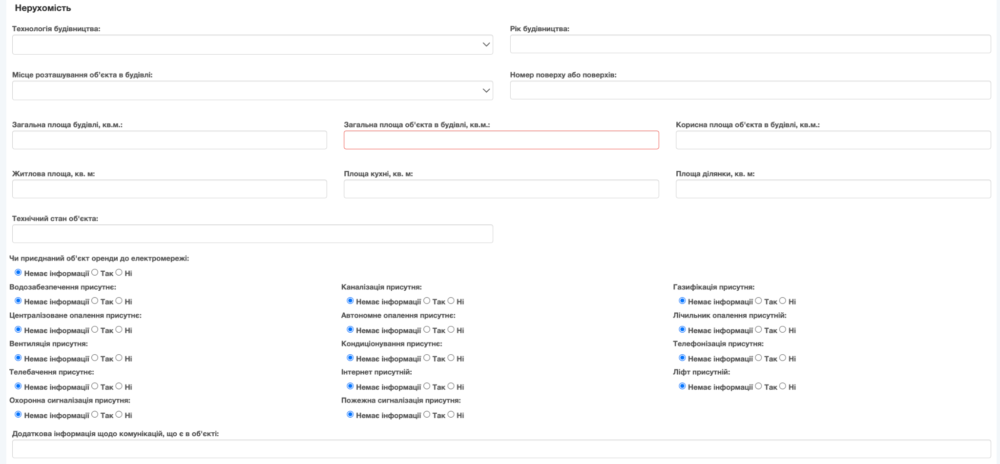 Нерухомість
Технологія будівництва:
Рік будівництва:
Місце розташування об’єкта в будівлі:
Номер поверху або поверхів:
Загальна площа будівлі, кв.м.:
Загальна площа об'єкта в будівлі, кв.м.:
Корисна площа об'єкта в будівлі, кв.м.:
Житлова площа, кв. м:
Площа кухні, кв. м:
Площа ділянки, кв. м:
Технічний стан об'єкта:
Чи приєднаний об'єкт оренди до електромережі:
Немає інформації Так Ні
Водозабезпечення присутнє:
Немає інформації Так Ні
Каналізація присутня:
Немає інформації Так Ні
Газифікація присутня:
Немає інформації Так Ні
Централізоване опалення присутнє:
Немає інформації Так Ні
Автономне опалення присутнє:
Немає інформації Так Ні
Лічильник опалення присутній:
Немає інформації Так Ні
Вентиляція присутня:
Немає інформації Так Ні
Кондиціонування присутнє:
Немає інформації Так Ні
Телефонізація присутня:
Немає інформації Так Ні
Телебачення присутнє:
Немає інформації Так Ні
Інтернет присутній:
Немає інформації Так Ні
Ліфт присутній:
Немає інформації Так Ні
Охоронна сигналізація присутня:
Немає інформації Так Ні
Пожежна сигналізація присутня:
Немає інформації Так Ні
Додаткова інформація щодо комунікацій, що є в об'єкті: